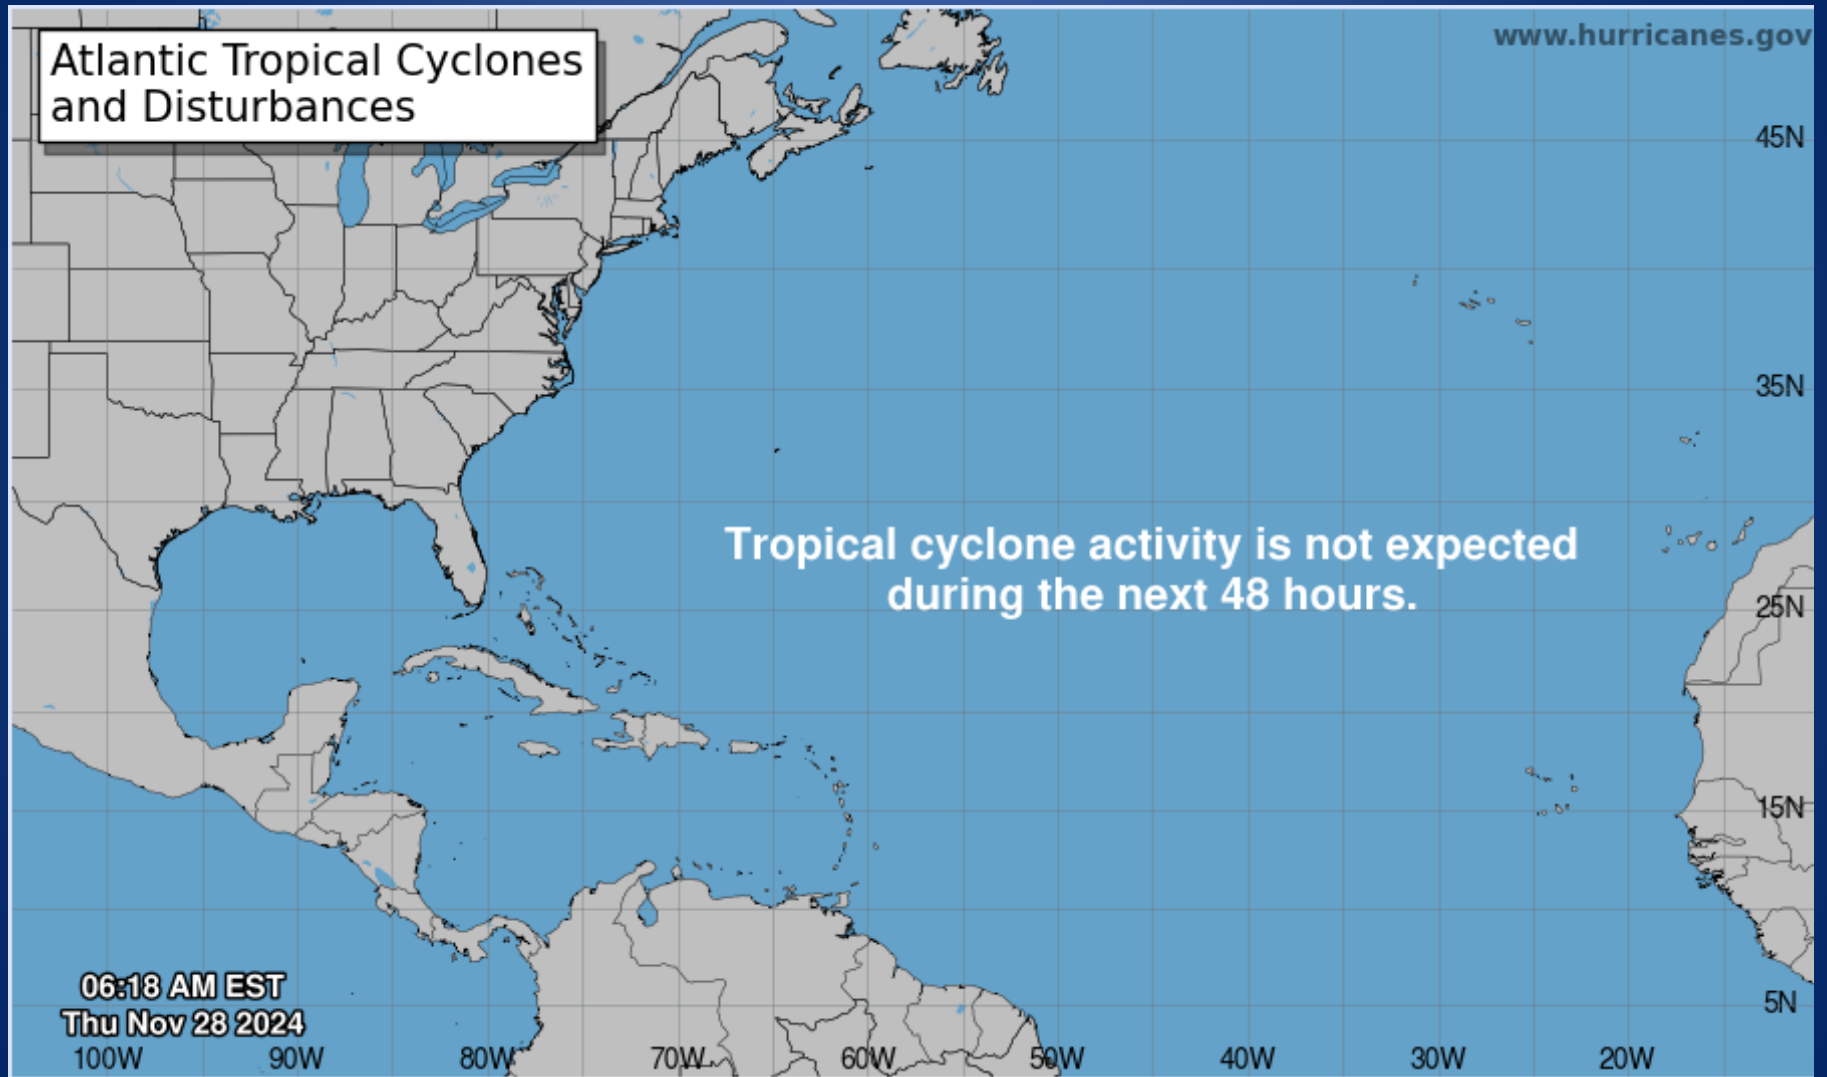 www.hurricanes.gov
Atlantic Tropical Cyclones
and Disturbances
45N
35N
Tropical cyclone activity is not expected
during the next 48 hours.
25N
15N
06:18 AM EST
Thu Nov 28 2024
5N
100W 90W 80W 70W 60W 50W 40W 30W 20W